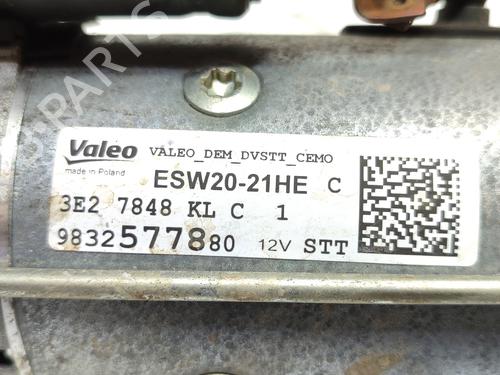 Valeo VALEO_DEM_DVSTT_CEMO
made in Poland
ESW20-21HE C
3E2 7848 KL C 1
9832577880 12V STT